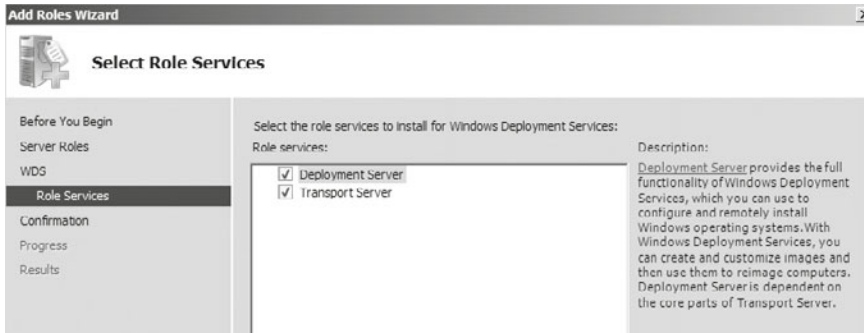 Add Roles Wizard
Select Role Services
Before You Begin
Server Roles
WDS
Role Services
Confirmation
Progress
Results
Select the role services to install for Windows Deployment Services:
Role services:
Deployment Server
Transport Server
Description:
Deployment Server provides the full
functionality of Windows Deployment
Services, which you can use to
configure and remotely install
Windows operating systems. With
Windows Deployment Services, you
can create and customize images and
then use them to reimage computers.
Deployment Server is dependent on
the core parts of Transport Server.